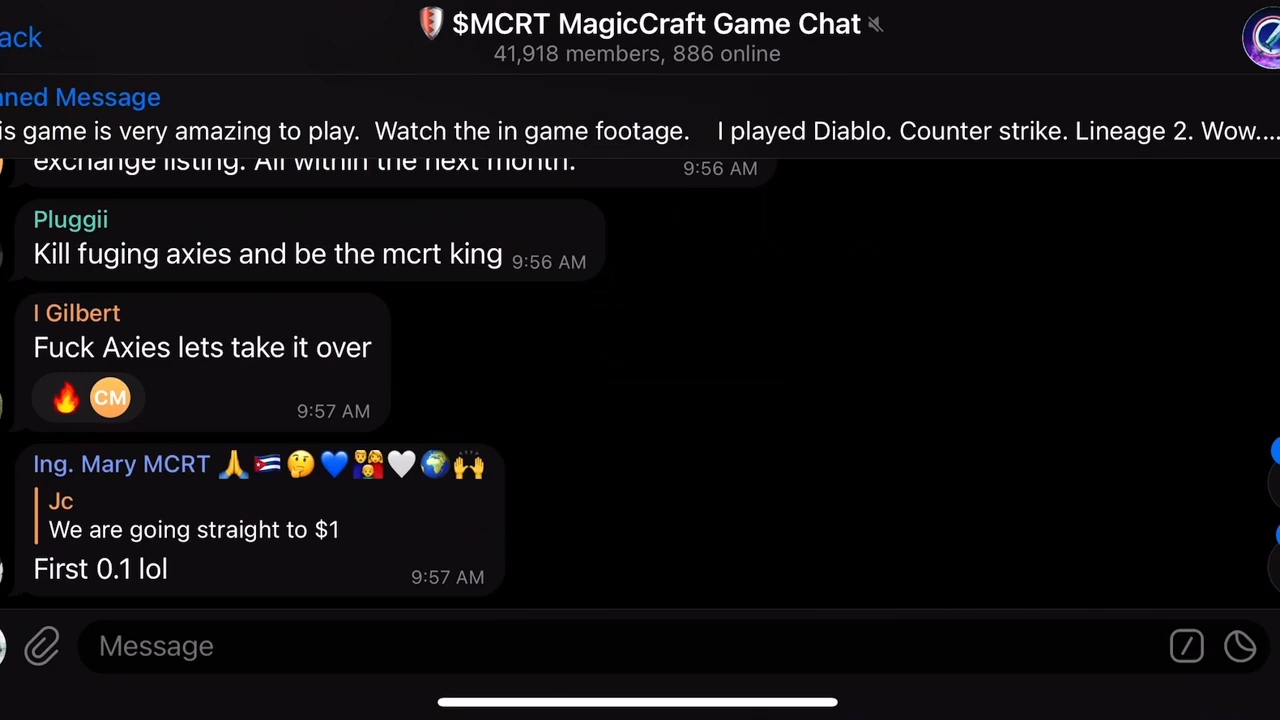 ack
$MCRT MagicCraft Game Chat
41,918 members, 886 online
nned Message
is game is very amazing to play. Watch the in game footage. I played Diablo. Counter strike. Lineage 2. Wow....
exchange listing. All within the next month.
9:56 AM
Pluggii
Kill fuging axies and be the mcrt king 9:56 AM
I Gilbert
Fuck Axies lets take it over
🔥 CM 9:57 AM
Ing. Mary MCRT 🙏🇨🇺🤔💙👨‍👩‍👦🤍🌍🙌
Jc
We are going straight to $1
First 0.1 lol
9:57 AM
Message